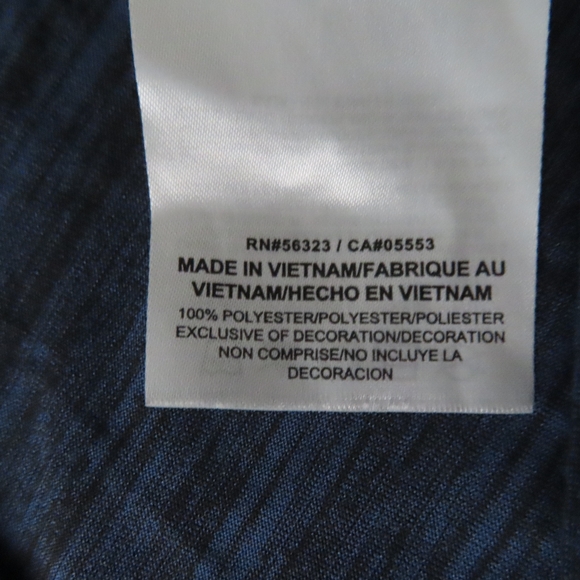 RN#56323 / CA#05553
MADE IN VIETNAM/FABRIQUE AU
VIETNAM/HECHO EN VIETNAM
100% POLYESTER/POLYESTER/POLIESTER
EXCLUSIVE OF DECORATION/DECORATION
NON COMPRISE/NO INCLUYE LA
DECORACION